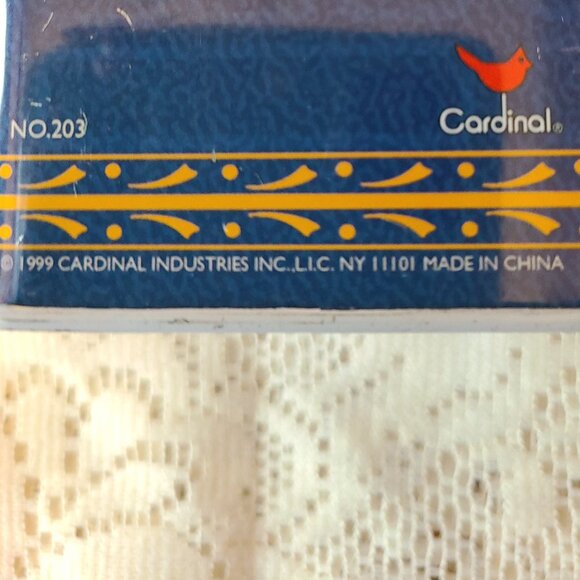 NO.203
Cardinal®
© 1999 CARDINAL INDUSTRIES INC.,L.I.C. NY 11101 MADE IN CHINA